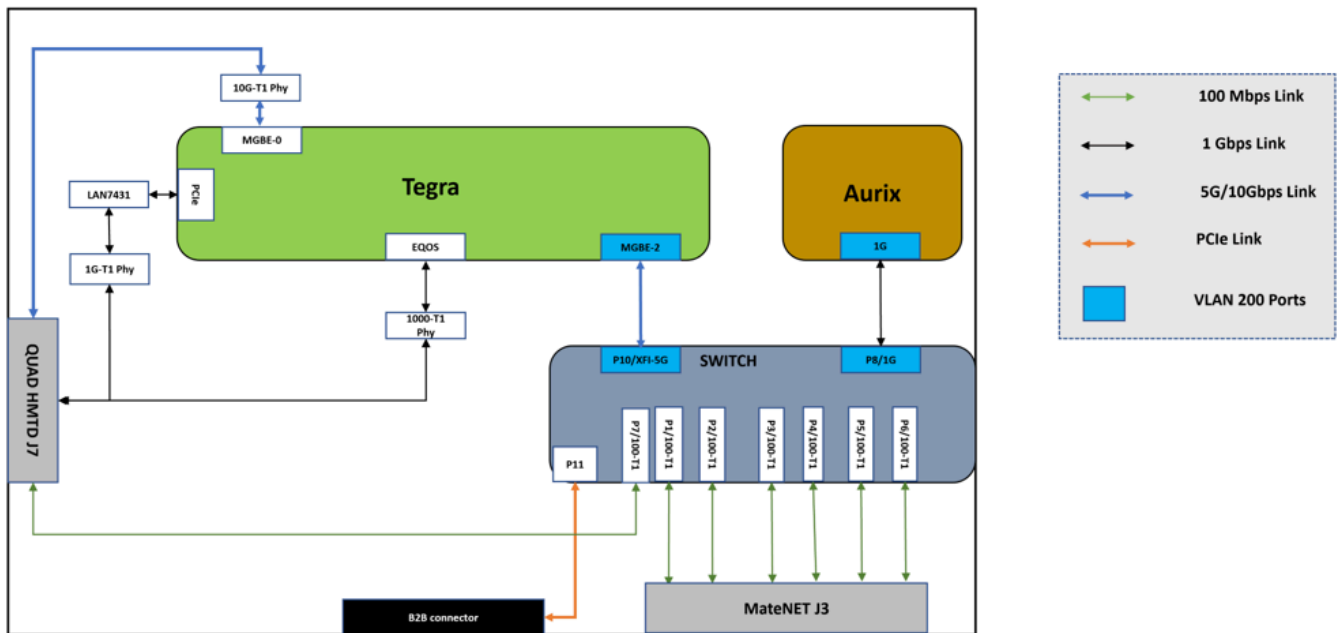 10G-T1 Phy
MGBE-0
Tegra
PCIe
LAN7431
1G-T1 Phy
EQOS
MGBE-2
1000-T1
Phy
Aurix
1G
QUAD HMTD J7
P10/XFI-5G
SWITCH
P8/1G
P11
P7/100-T1
P1/100-T1
P2/100-T1
P3/100-T1
P4/100-T1
P5/100-T1
P6/100-T1
B2B connector
MateNET J3
100 Mbps Link
1 Gbps Link
5G/10Gbps Link
PCIe Link
VLAN 200 Ports